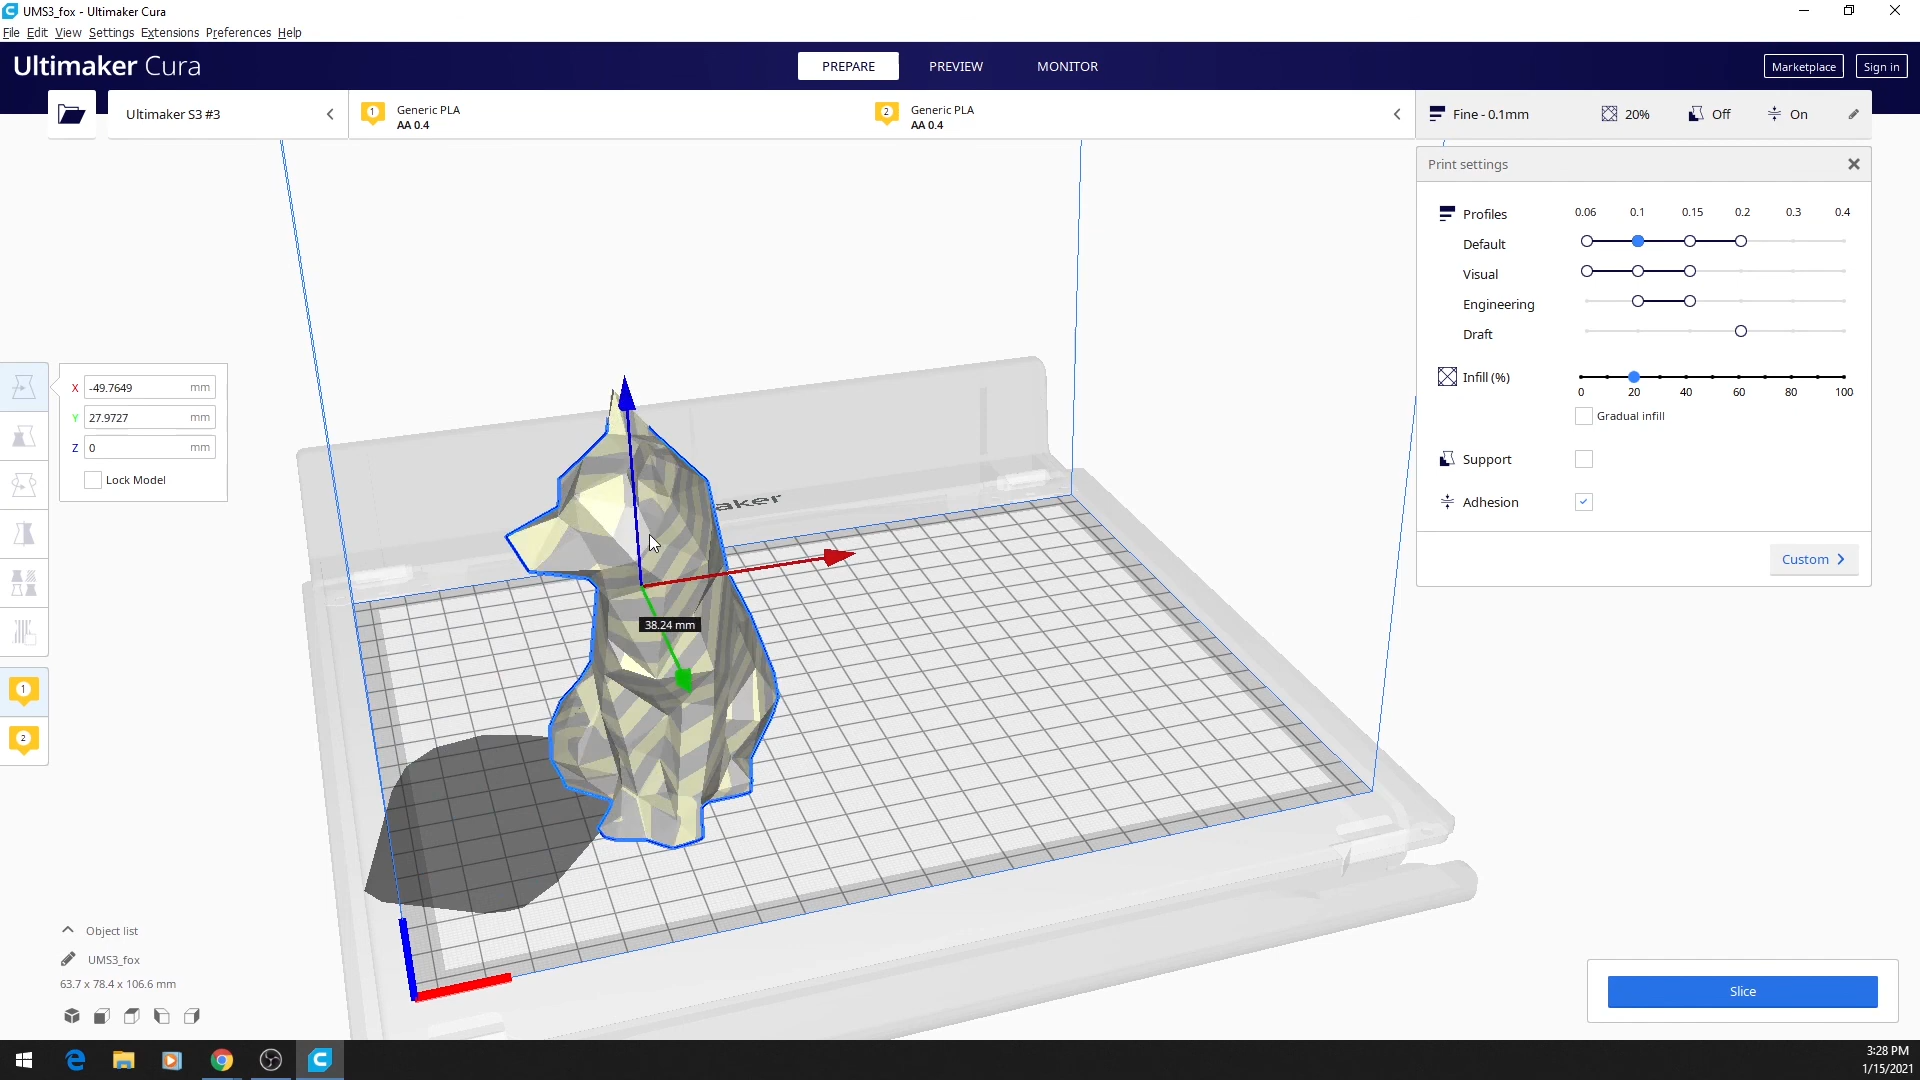 UMS3_fox - Ultimaker Cura
File Edit View Settings Extensions Preferences Help
Ultimaker Cura
PREPARE PREVIEW MONITOR
Marketplace Sign in
Ultimaker S3 #3
1 Generic PLA
AA 0.4
2 Generic PLA
AA 0.4
Fine - 0.1mm 20% Off On
Print settings
Profiles 0.06 0.1 0.15 0.2 0.3 0.4
Default
Visual
Engineering
Draft
Infill (%)
0 20 40 60 80 100
Gradual infill
Support
Adhesion
Custom
X -49.7649 mm
Y 27.9727 mm
Z 0 mm
Lock Model
1
2
aker
38.24 mm
Object list
UMS3_fox
63.7 x 78.4 x 106.6 mm
Slice
3:28 PM
1/15/2021